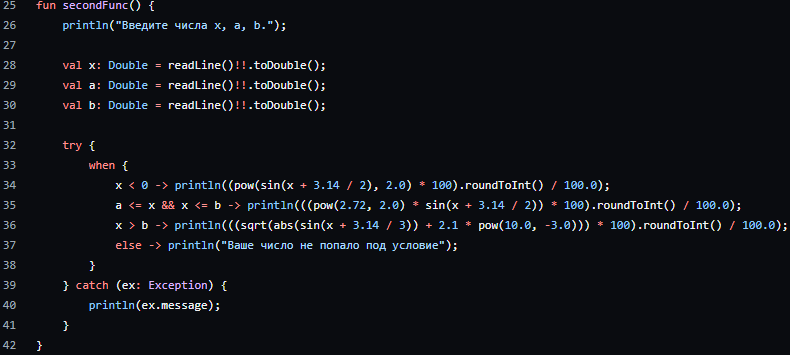 25 fun secondFunc() {
26     println("Введите числа x, a, b.");
27
28     val x: Double = readLine()!!.toDouble();
29     val a: Double = readLine()!!.toDouble();
30     val b: Double = readLine()!!.toDouble();
31
32     try {
33         when {
34             x < 0 -> println((pow(sin(x + 3.14 / 2), 2.0) * 100).roundToInt() / 100.0);
35             a <= x && x <= b -> println(((pow(2.72, 2.0) * sin(x + 3.14 / 2)) * 100).roundToInt() / 100.0);
36             x > b -> println(((sqrt(abs(sin(x + 3.14 / 3)) + 2.1 * pow(10.0, -3.0))) * 100).roundToInt() / 100.0);
37             else -> println("Ваше число не попало под условие");
38         }
39     } catch (ex: Exception) {
40         println(ex.message);
41     }
42 }